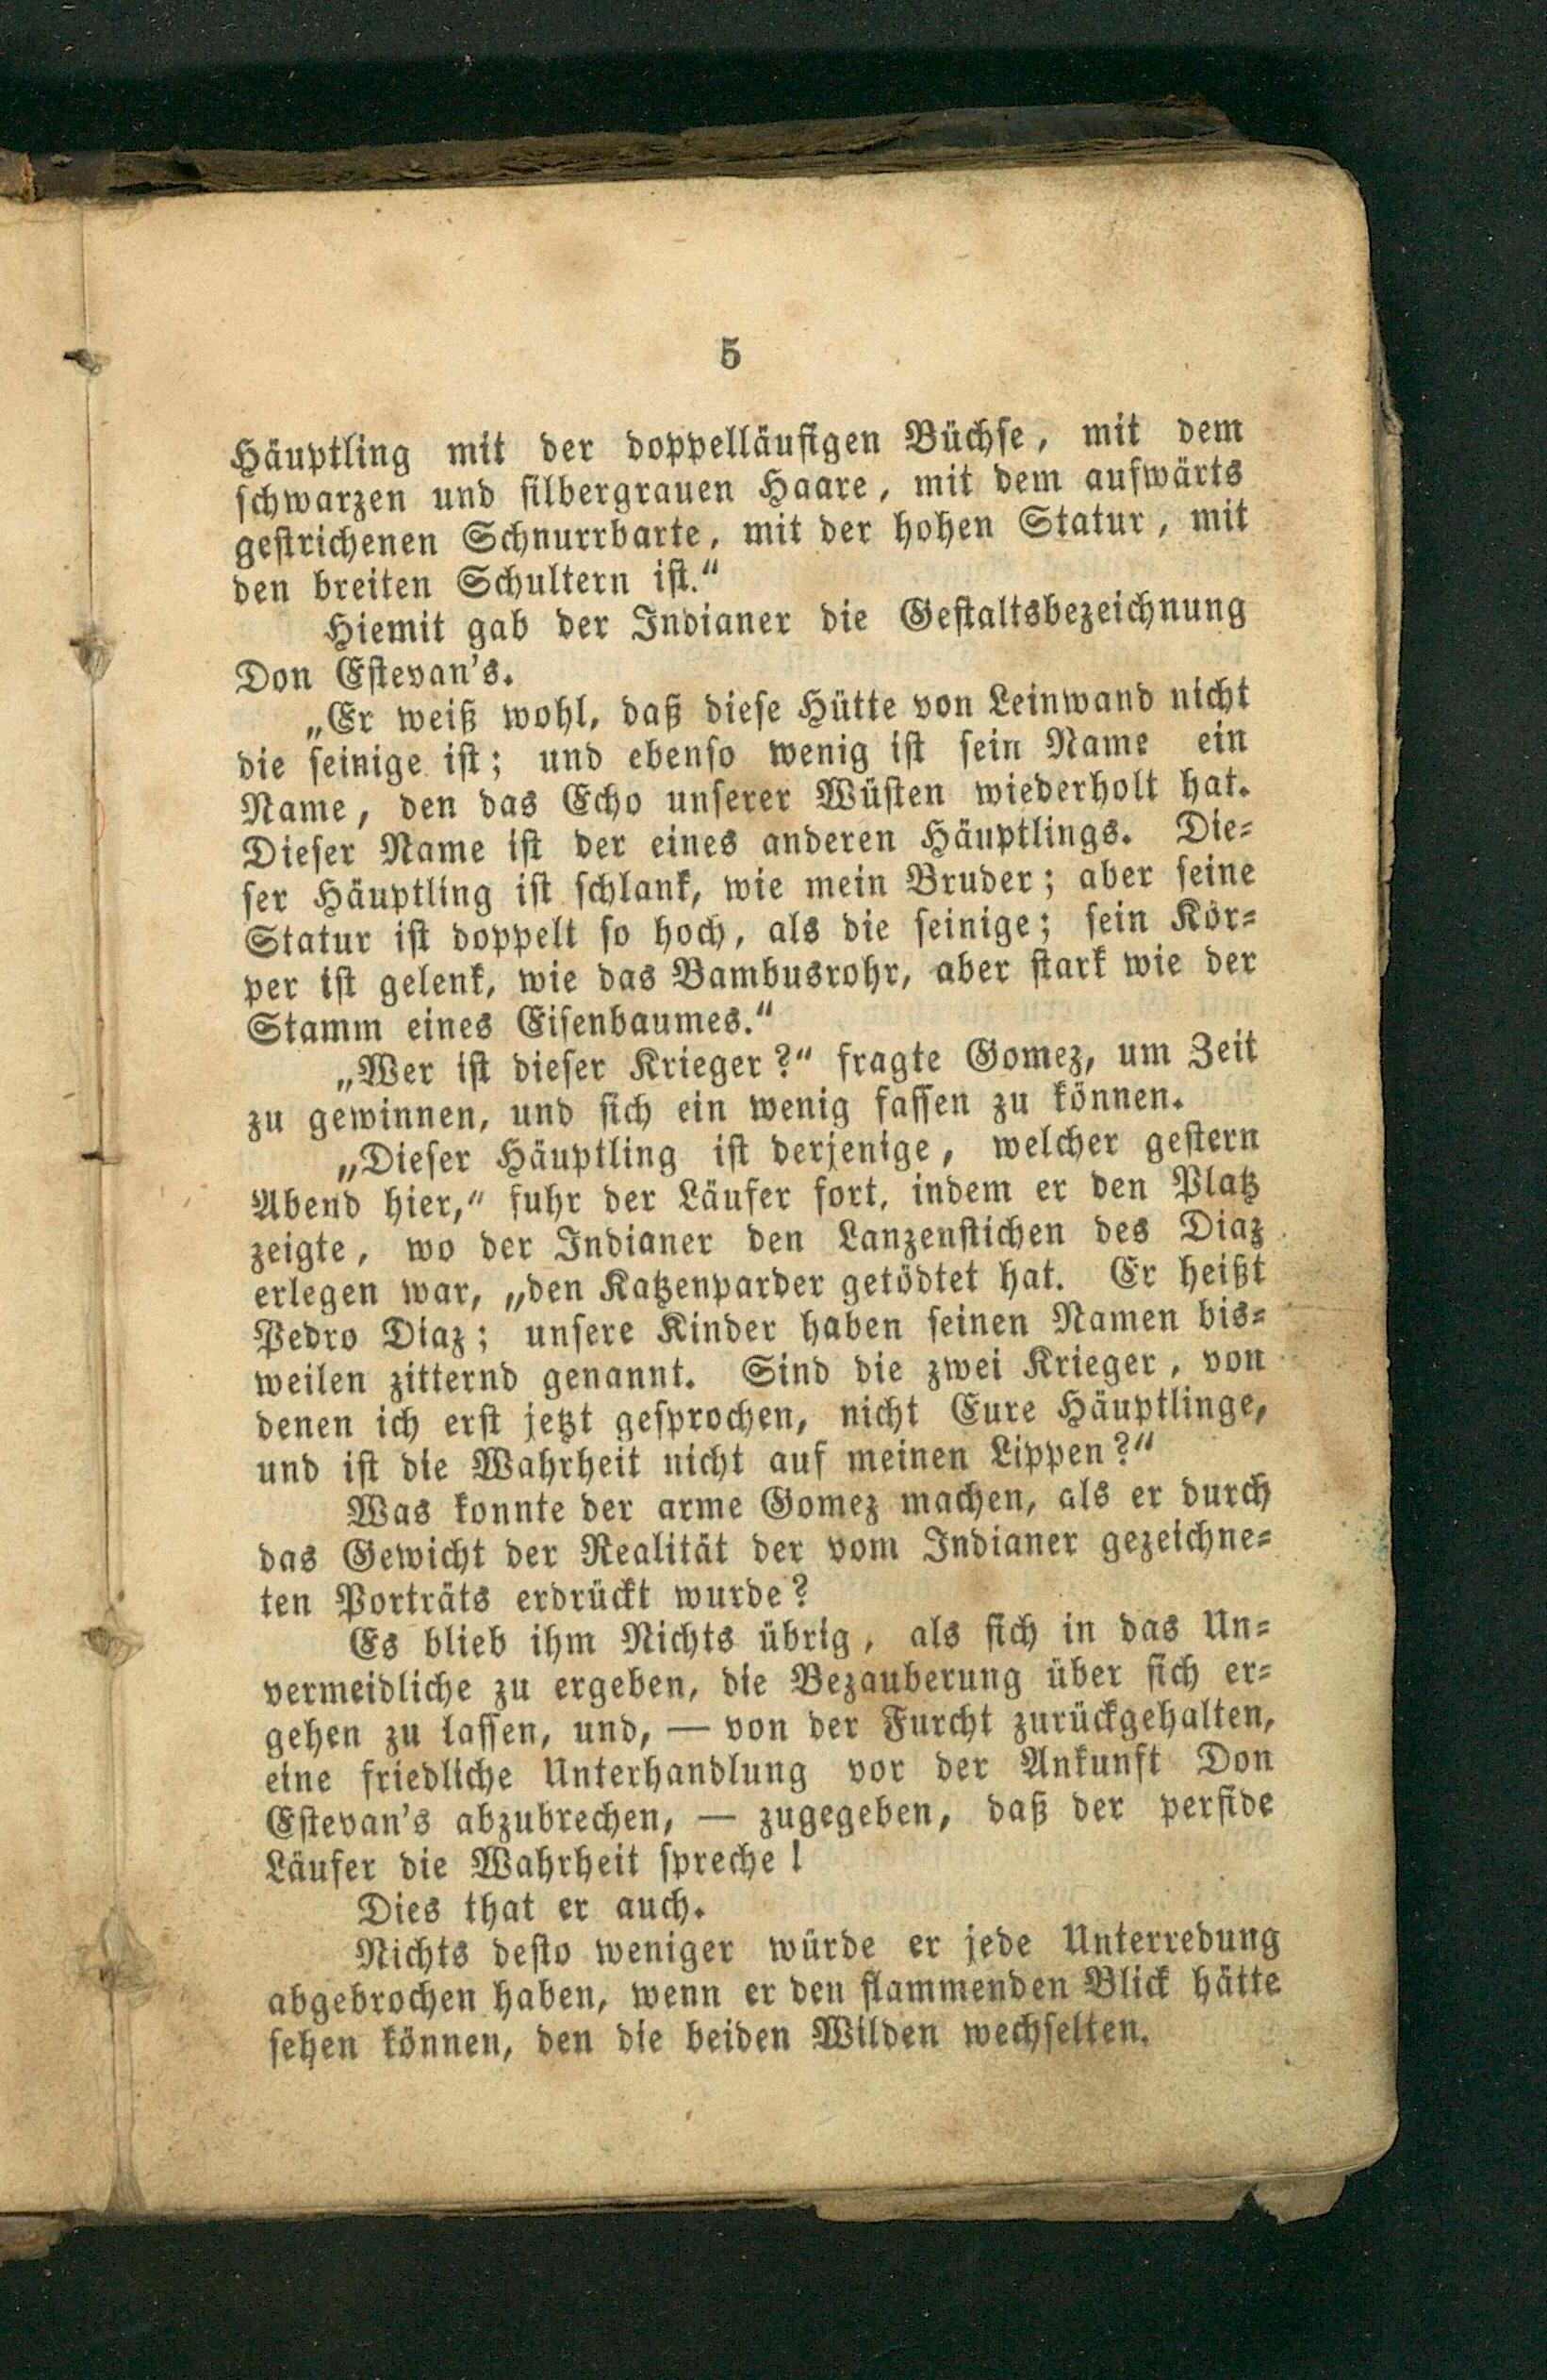 5
Häuptling mit der doppelläufigen Büchse, mit dem
schwarzen und silbergrauen Haare, mit dem aufwärts
gestrichenen Schnurrbarte, mit der hohen Statur, mit
den breiten Schultern ist.“
Hiemit gab der Indianer die Gestaltsbezeichnung
Don Estevan's.
„Er weiß wohl, daß diese Hütte von Leinwand nicht
die seinige ist; und ebenso wenig ist sein Name ein
Name, den das Echo unserer Wüsten wiederholt hat.
Dieser Name ist der eines anderen Häuptlings. Die-
ser Häuptling ist schlank, wie mein Bruder; aber seine
Statur ist doppelt so hoch, als die seinige; sein Kör-
per ist gelenk, wie das Bambusrohr, aber stark wie der
Stamm eines Eisenbaumes.“
„Wer ist dieser Krieger?“ fragte Gomez, um Zeit
zu gewinnen, und sich ein wenig fassen zu können.
„Dieser Häuptling ist derjenige, welcher gestern
Abend hier,“ fuhr der Läufer fort, indem er den Platz
zeigte, wo der Indianer den Lanzenstichen des Diaz
erlegen war, „den Katzenparder getödtet hat. Er heißt
Pedro Diaz; unsere Kinder haben seinen Namen bis-
weilen zitternd genannt. Sind die zwei Krieger, von
denen ich erst jetzt gesprochen, nicht Eure Häuptlinge,
und ist die Wahrheit nicht auf meinen Lippen?“
Was konnte der arme Gomez machen, als er durch
das Gewicht der Realität der vom Indianer gezeichne-
ten Porträts erdrückt wurde?
Es blieb ihm Nichts übrig, als sich in das Un-
vermeidliche zu ergeben, die Bezauberung über sich er-
gehen zu lassen, und, — von der Furcht zurückgehalten,
eine friedliche Unterhandlung vor der Ankunft Don
Estevan's abzubrechen, — zugegeben, daß der perfide
Läufer die Wahrheit spreche!
Dies that er auch.
Nichts desto weniger würde er jede Unterredung
abgebrochen haben, wenn er den flammenden Blick hätte
sehen können, den die beiden Wilden wechselten.